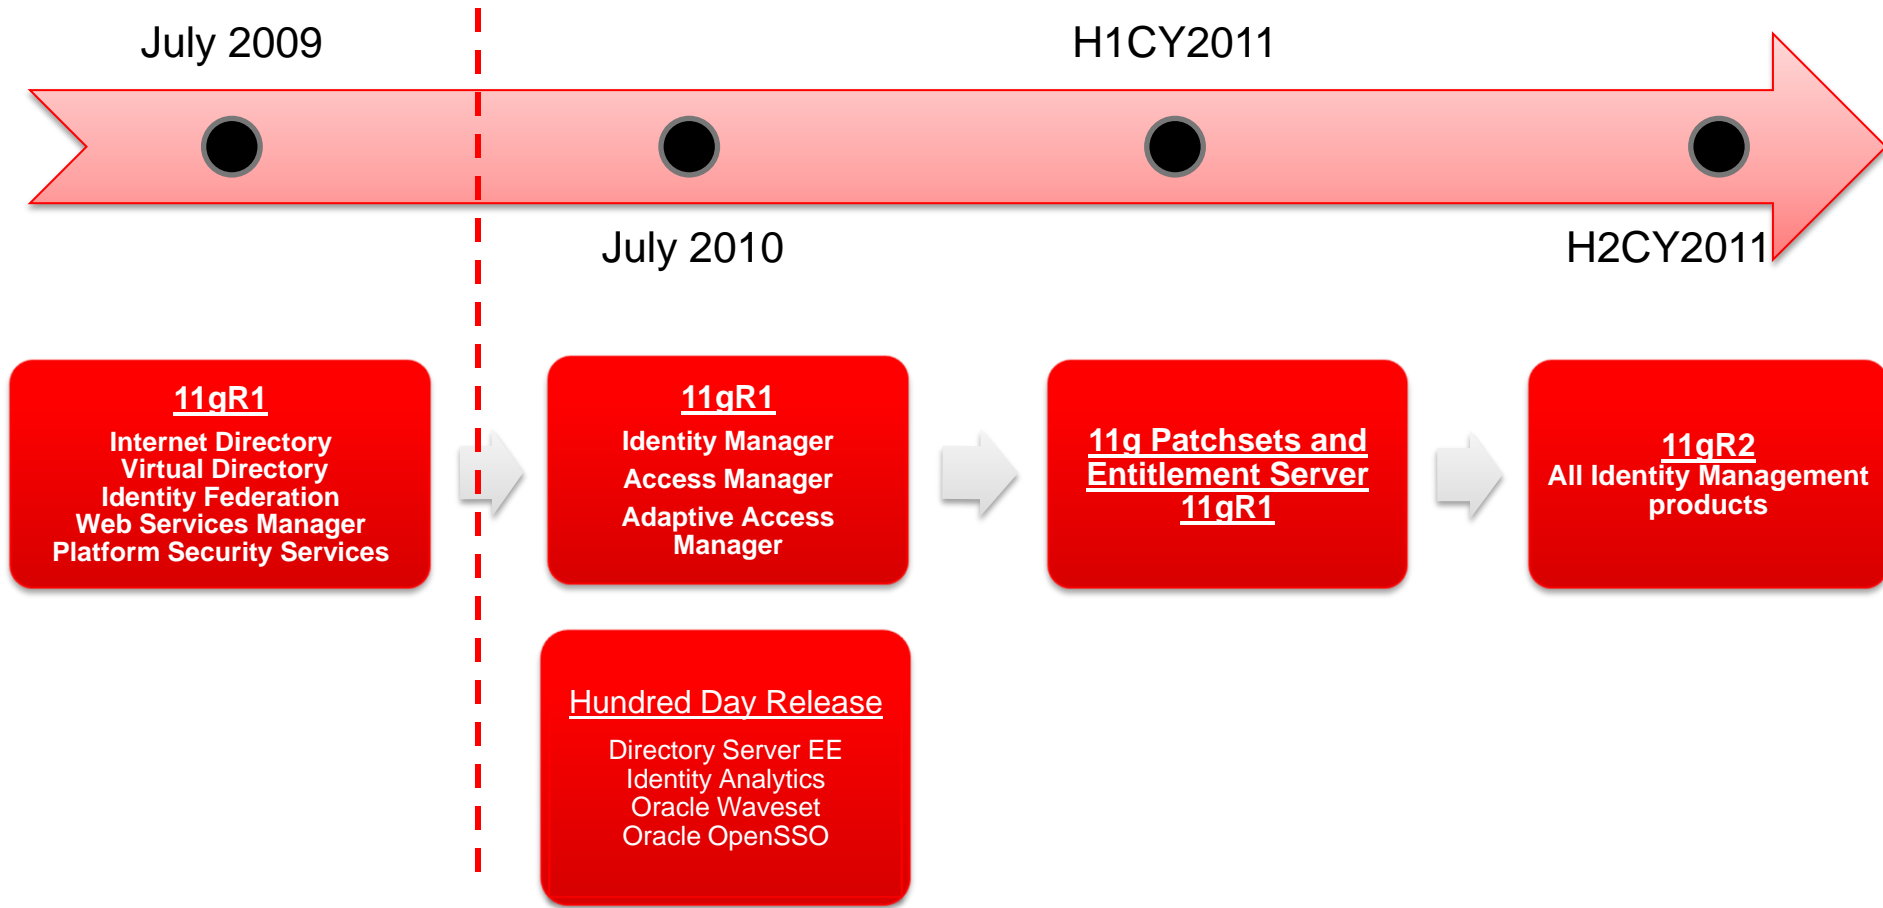 July 2009
H1CY2011
July 2010
H2CY2011
11gR1
Internet Directory
Virtual Directory
Identity Federation
Web Services Manager
Platform Security Services
11gR1
Identity Manager
Access Manager
Adaptive Access
Manager
11g Patchsets and
Entitlement Server
11gR1
11gR2
All Identity Management
products
Hundred Day Release
Directory Server EE
Identity Analytics
Oracle Waveset
Oracle OpenSSO